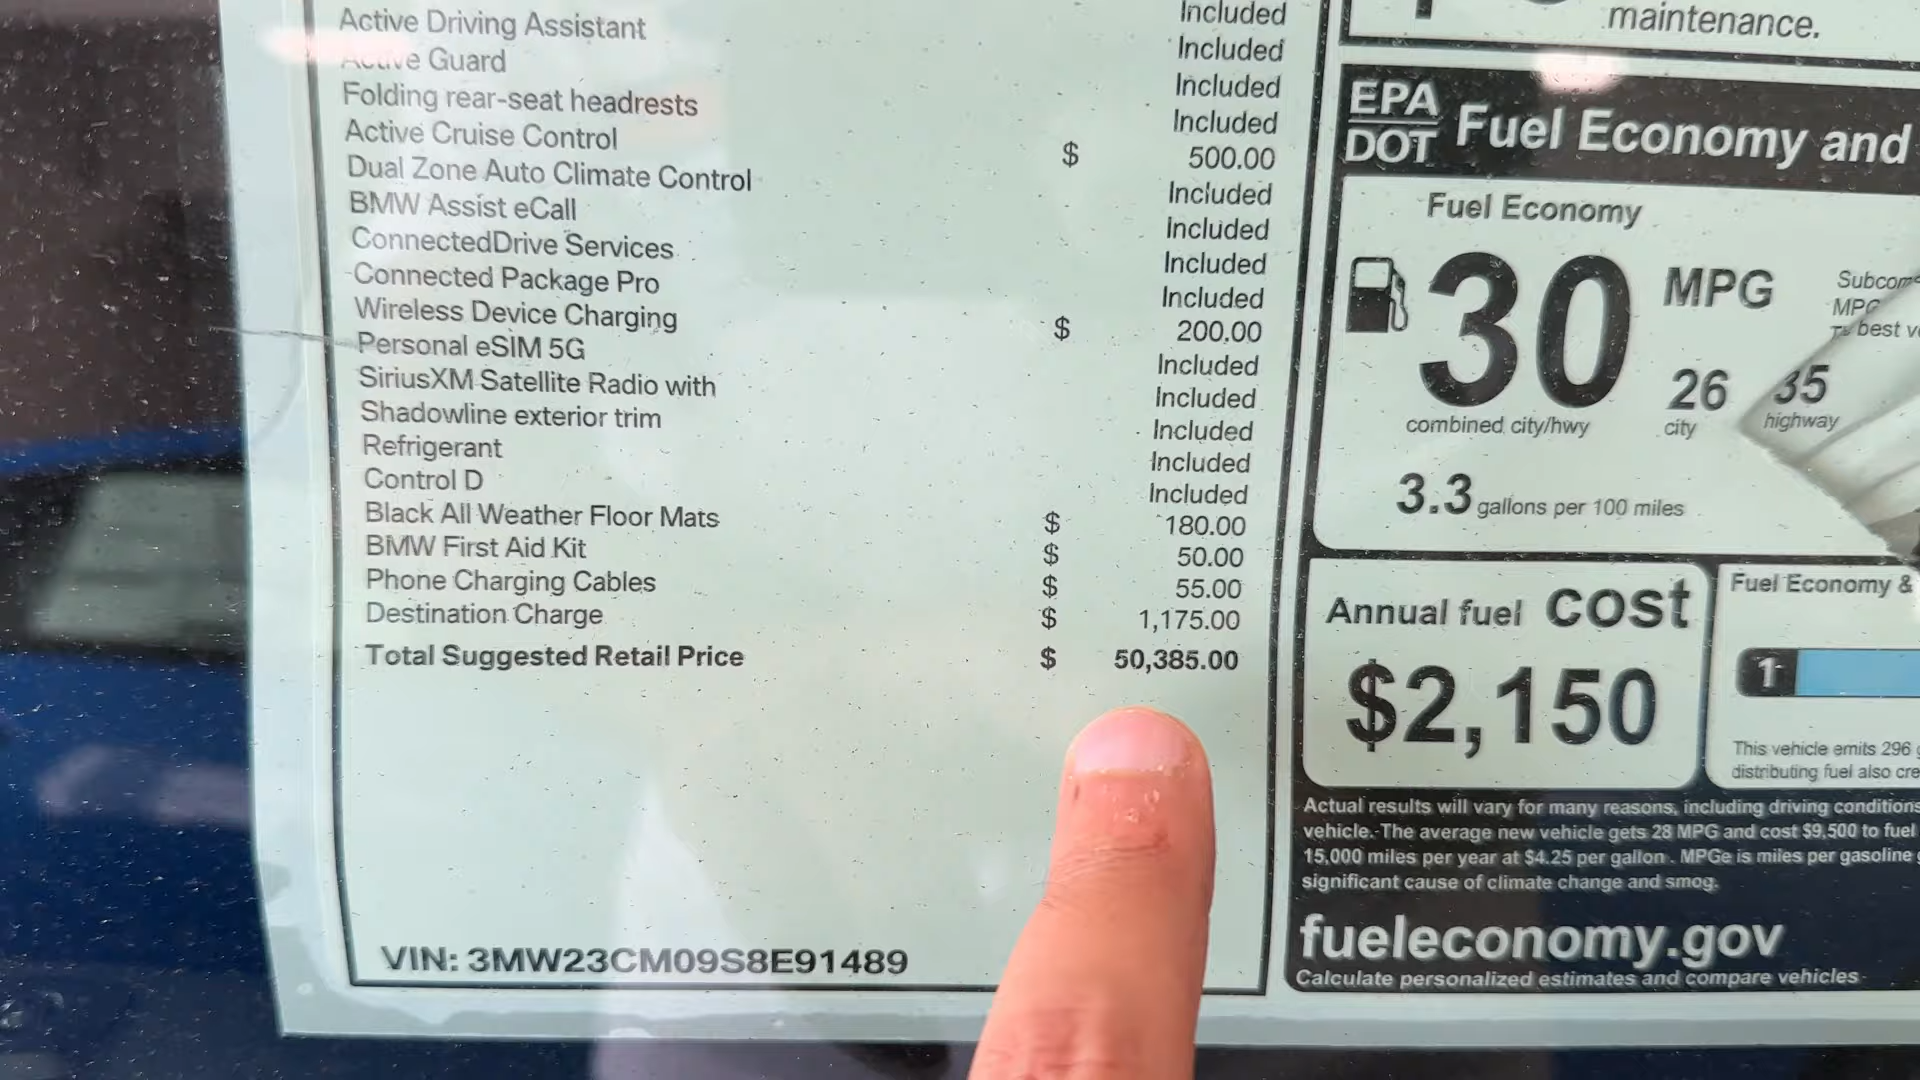 Active Driving Assistant Included
Active Guard Included
Folding rear-seat headrests Included
Active Cruise Control Included
Dual Zone Auto Climate Control $ 500.00
BMW Assist eCall Included
ConnectedDrive Services Included
Connected Package Pro Included
Wireless Device Charging Included
Personal eSIM 5G $ 200.00
SiriusXM Satellite Radio with Included
Shadowline exterior trim Included
Refrigerant Included
Control D Included
Included
Black All Weather Floor Mats $ 180.00
BMW First Aid Kit $ 50.00
Phone Charging Cables $ 55.00
Destination Charge $ 1,175.00
Total Suggested Retail Price $ 50,385.00
VIN: 3MW23CM09S8E91489
maintenance.
EPA
DOT Fuel Economy and
Fuel Economy
30 MPG
26 35
combined city/hwy city highway
MPG
best
3.3 gallons per 100 miles
Annual fuel cost
$2,150
Fuel Economy &
1
This vehicle emits 296
distributing fuel also
Actual results will vary for many reasons, including driving conditions
vehicle. The average new vehicle gets 28 MPG and cost $9,500 to fuel
15,000 miles per year at $4.25 per gallon. MPGe is miles per gasoline
significant cause of climate change and smog.
fueleconomy.gov
Calculate personalized estimates and compare vehicles